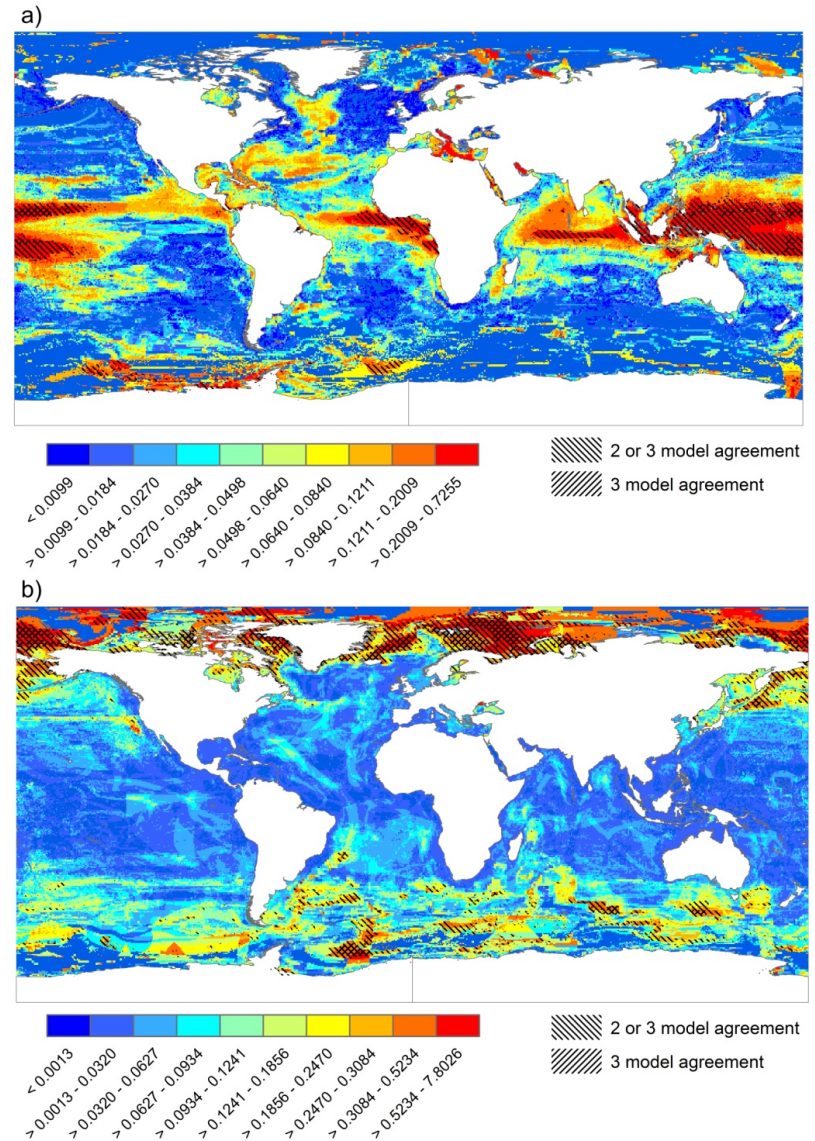 a)
2 or 3 model agreement
3 model agreement
< 0.0099
> 0.0099 - 0.0184
> 0.0184 - 0.0270
> 0.0270 - 0.0384
> 0.0384 - 0.0498
> 0.0498 - 0.0640
> 0.0640 - 0.0840
> 0.0840 - 0.1211
> 0.1211 - 0.2009
> 0.2009 - 0.7255
b)
2 or 3 model agreement
3 model agreement
< 0.0013
> 0.0013 - 0.0320
> 0.0320 - 0.0627
> 0.0627 - 0.0934
> 0.0934 - 0.1241
> 0.1241 - 0.1856
> 0.1856 - 0.2470
> 0.2470 - 0.3084
> 0.3084 - 0.5234
> 0.5234 - 7.8026